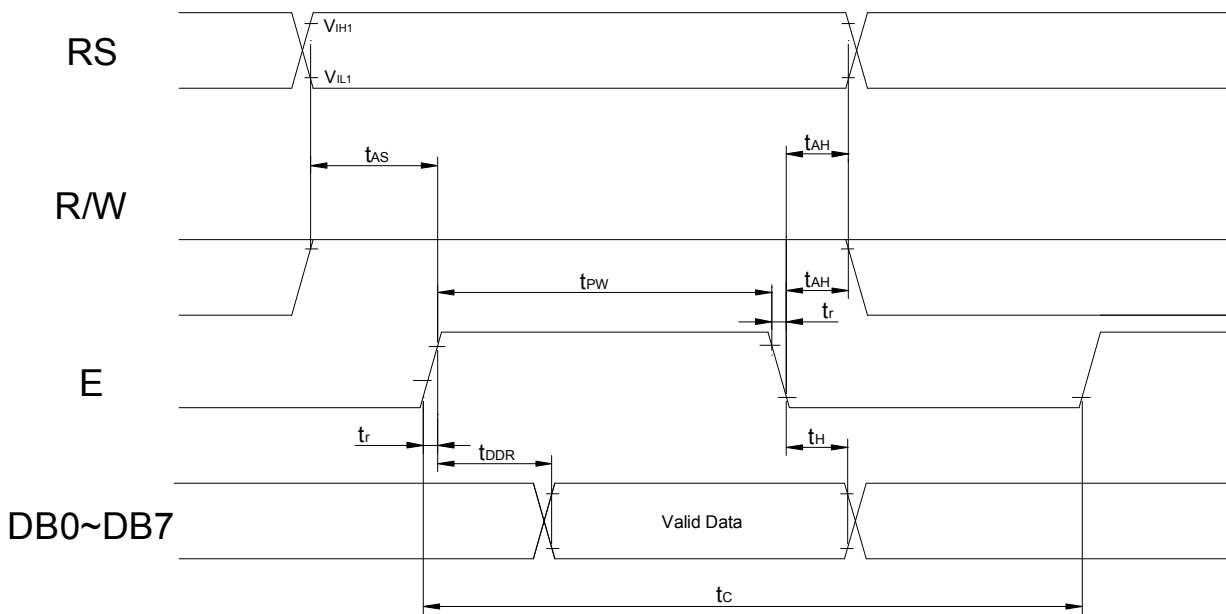 RS
VIH1
VIL1
tAS
tAH
R/W
tPW
tAH
tr
E
tr
tDDR
tH
DB0~DB7
Valid Data
tC